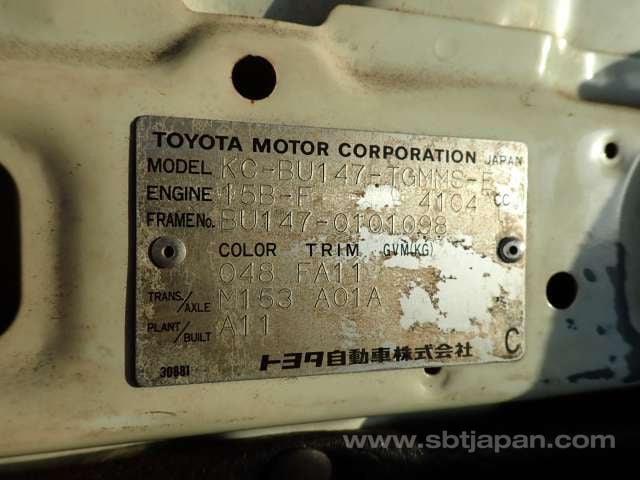 TOYOTA MOTOR CORPORATION JAPAN
MODEL KC-BU147-TGMMS-E
ENGINE 15B-F 4104 CC
FRAME No. BU147-0101098
COLOR TRIM GVM(KG)
048 FA11
TRANS./AXLE M153 A01A
PLANT/BUILT A11
30881 トヨタ自動車株式会社 C
www.sbtjapan.com